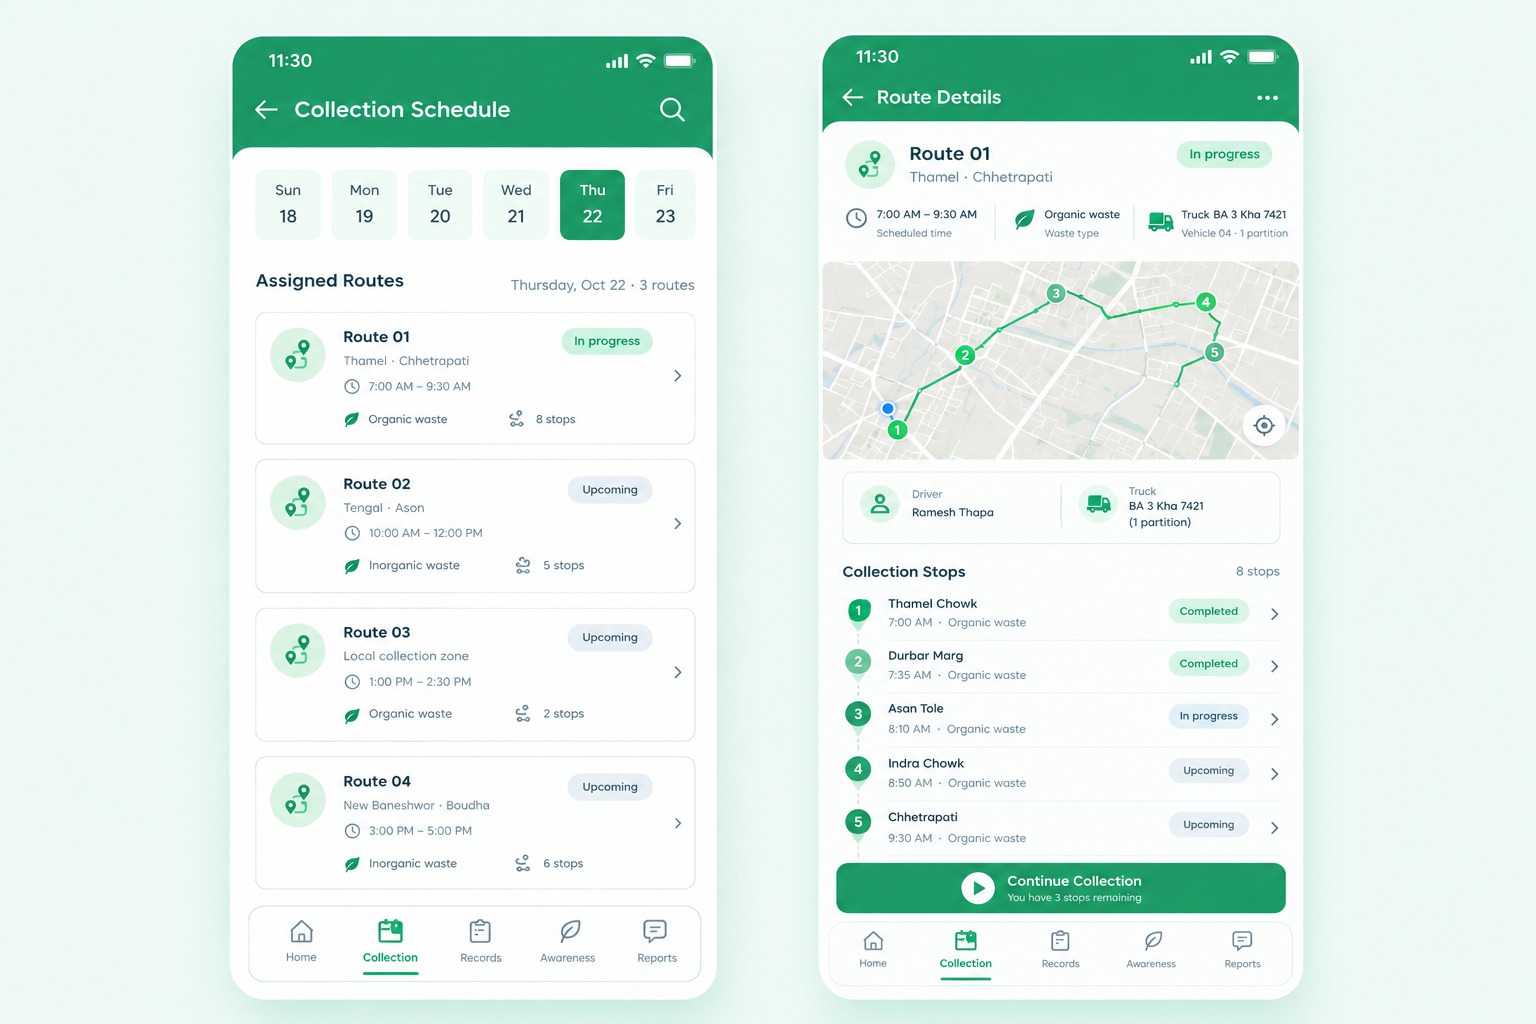 11:30
Collection Schedule
Sun
18
Mon
19
Tue
20
Wed
21
Thu
22
Fri
23
Assigned Routes
Thursday, Oct 22 · 3 routes
Route 01
In progress
Thamel · Chhetrapati
7:00 AM – 9:30 AM
Organic waste
8 stops
Route 02
Upcoming
Tengal · Ason
10:00 AM – 12:00 PM
Inorganic waste
5 stops
Route 03
Upcoming
Local collection zone
1:00 PM – 2:30 PM
Organic waste
2 stops
Route 04
Upcoming
New Baneshwor · Boudha
3:00 PM – 5:00 PM
Inorganic waste
6 stops
Home
Collection
Records
Awareness
Reports
11:30
Route Details
Route 01
In progress
Thamel · Chhetrapati
7:00 AM – 9:30 AM
Scheduled time
Organic waste
Waste type
Truck BA 3 Kha 7421
Vehicle 04 · 1 partition
3
4
2
5
1
Driver
Ramesh Thapa
Truck
BA 3 Kha 7421
(1 partition)
Collection Stops
8 stops
1
Thamel Chowk
7:00 AM · Organic waste
Completed
2
Durbar Marg
7:35 AM · Organic waste
Completed
3
Asan Tole
8:10 AM · Organic waste
In progress
4
Indra Chowk
8:50 AM · Organic waste
Upcoming
5
Chhetrapati
9:30 AM · Organic waste
Upcoming
Continue Collection
You have 3 stops remaining
Home
Collection
Records
Awareness
Reports